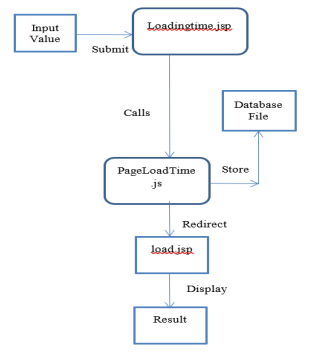 Input
Value
Submit
Loadingtime.jsp
Calls
Database
File
PageLoadTime
.js
Store
Redirect
load.jsp
Display
Result